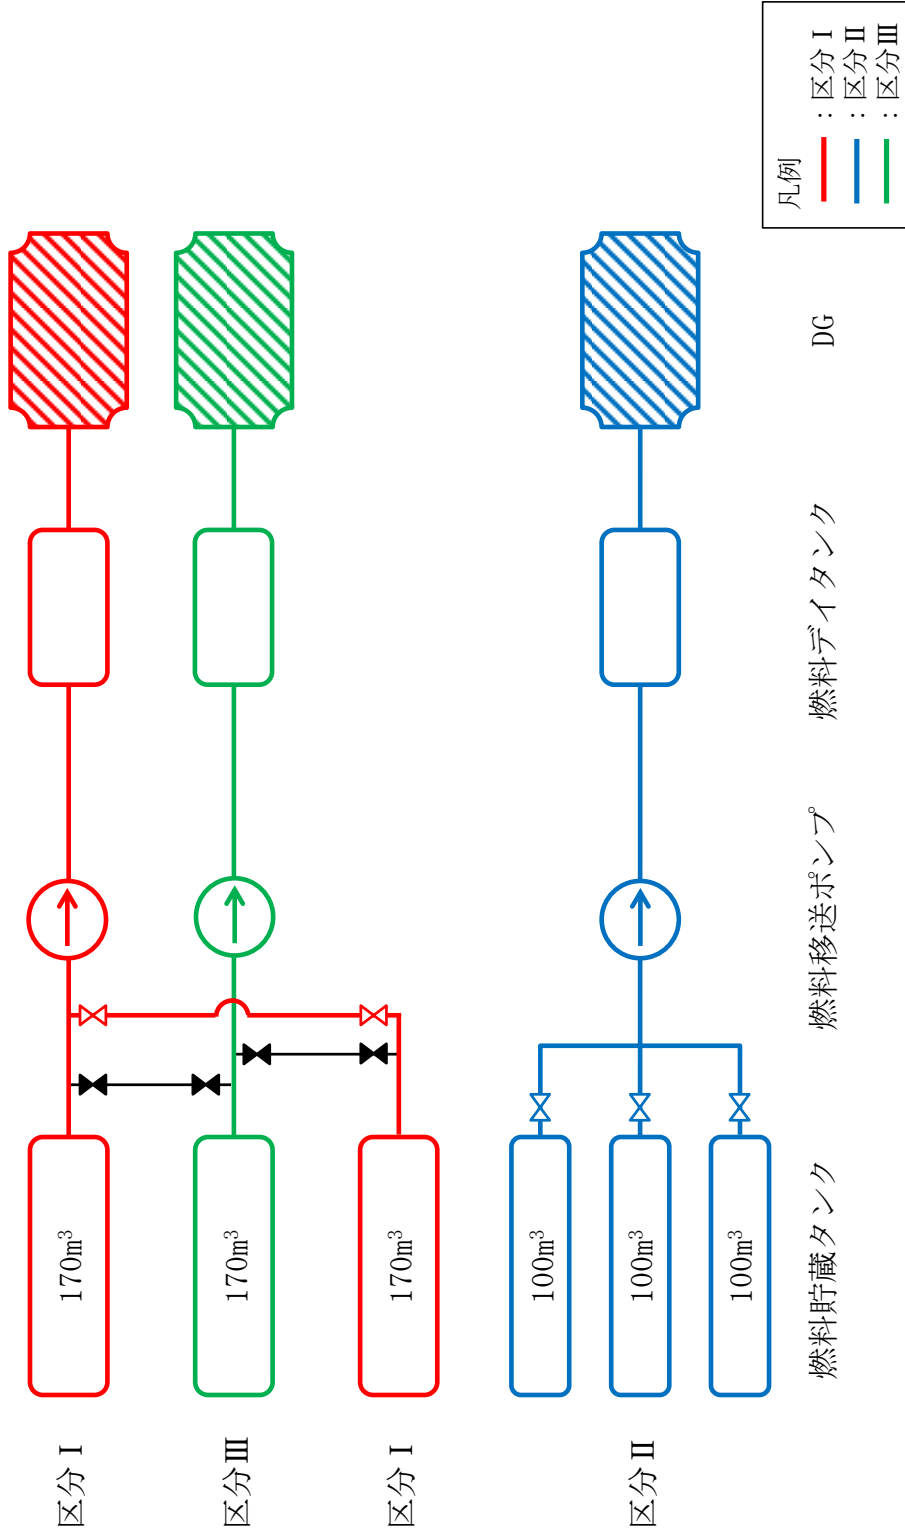 区分Ⅰ
170m³
区分Ⅲ
170m³
区分Ⅰ
170m³
区分Ⅱ
100m³
100m³
100m³
燃料貯蔵タンク
燃料移送ポンプ
燃料デイタンク
DG
凡例
：区分Ⅰ
：区分Ⅱ
：区分Ⅲ